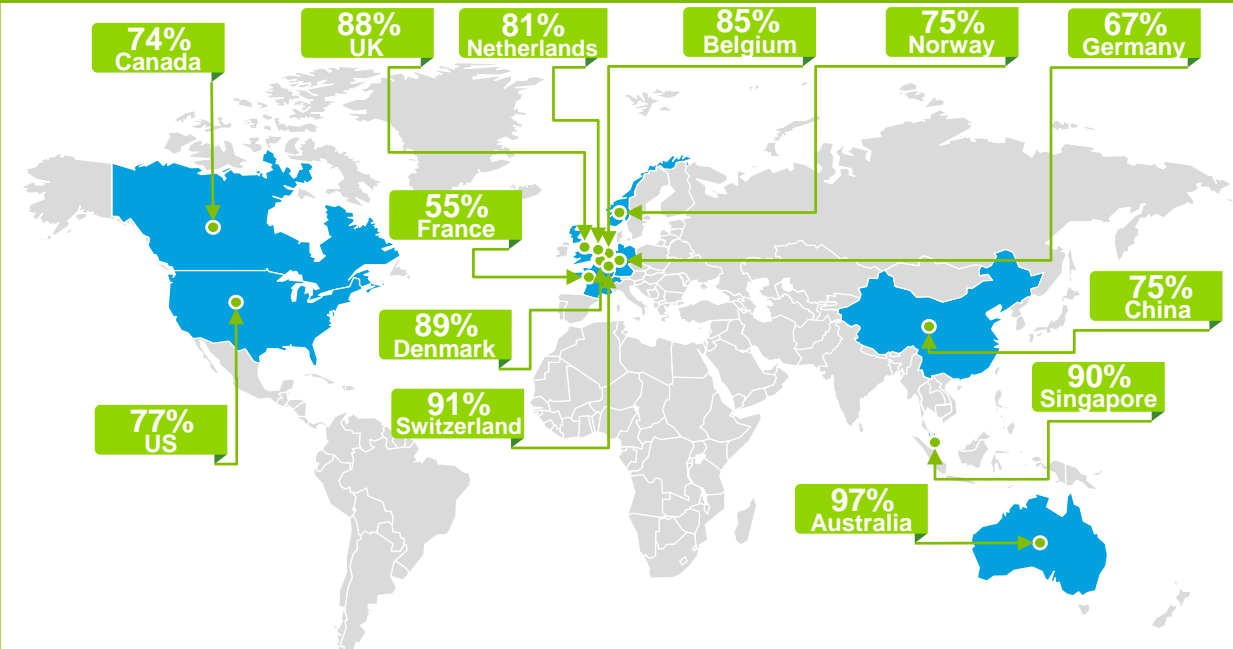 74%
Canada
88%
UK
81%
Netherlands
85%
Belgium
75%
Norway
67%
Germany
55%
France
75%
China
89%
Denmark
90%
Singapore
91%
Switzerland
77%
US
97%
Australia